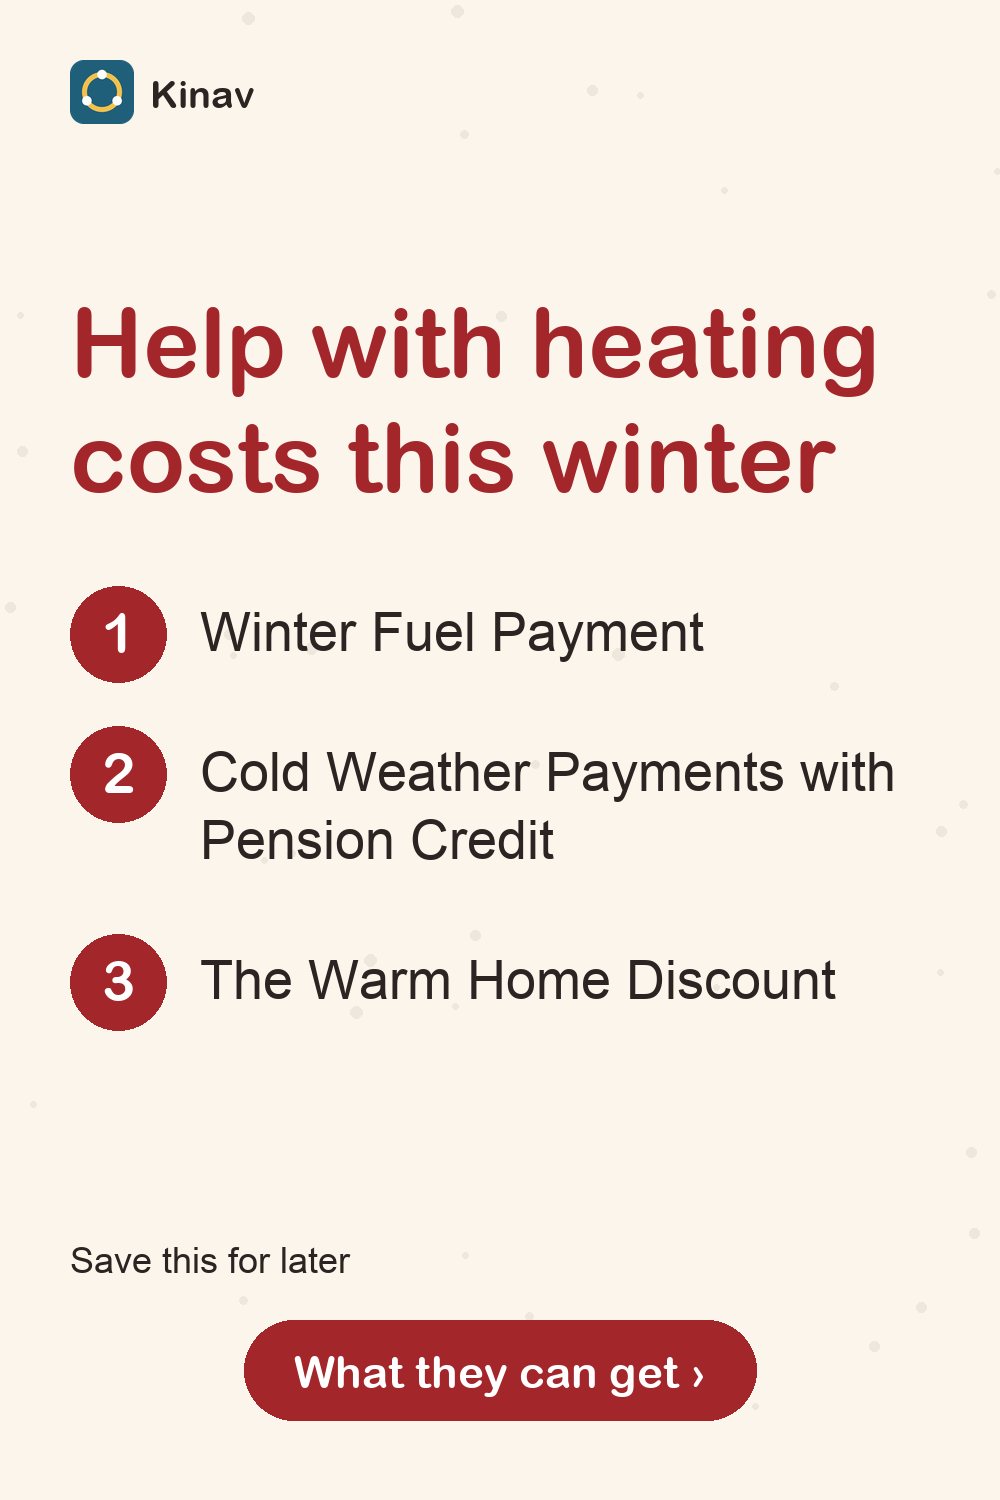 Kinav
Help with heating
costs this winter
1 Winter Fuel Payment
2 Cold Weather Payments with
Pension Credit
3 The Warm Home Discount
Save this for later
What they can get ›